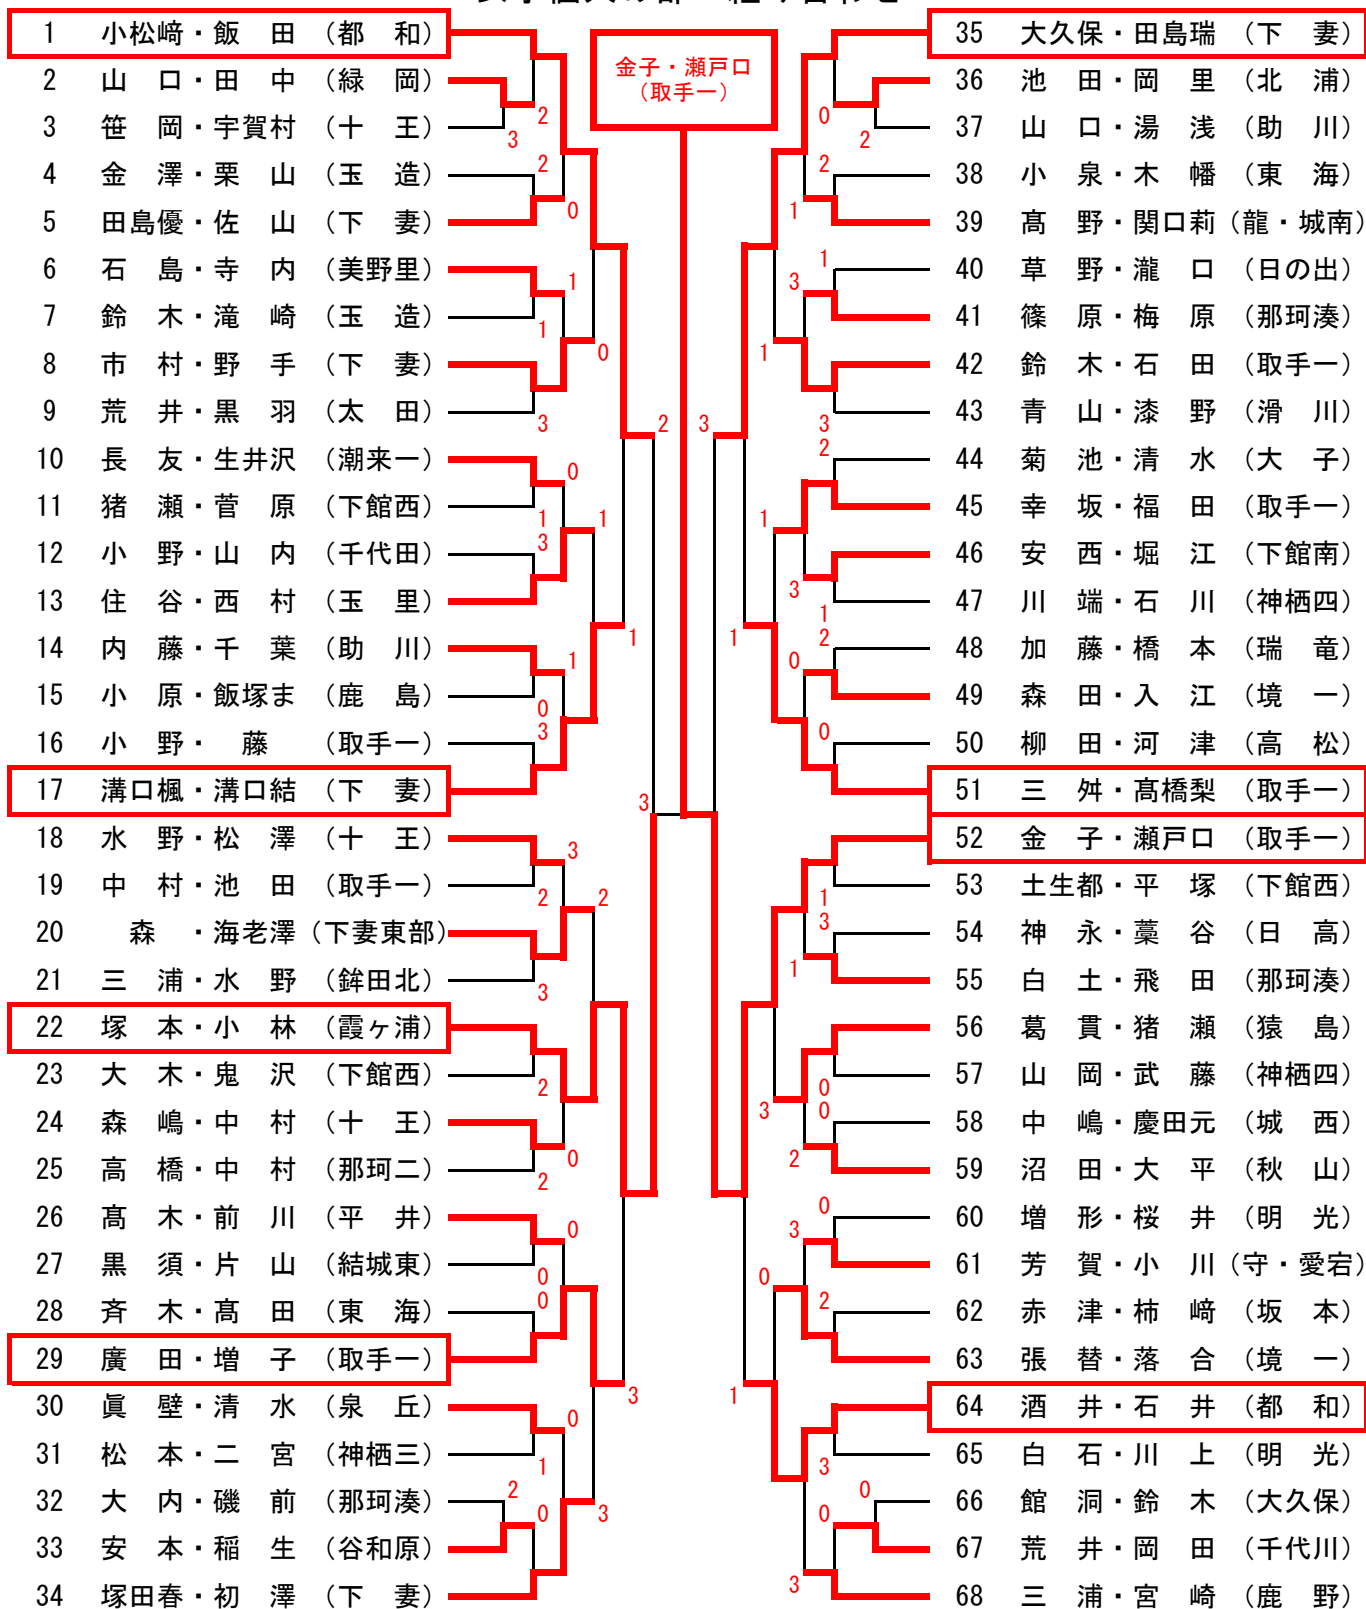 金子・瀬戸口
(取手一)
1 小松﨑・飯 田 (都 和)
2 山 口・田 中 (緑 岡)
3 笹 岡・宇賀村 (十 王)
4 金 澤・栗 山 (玉 造)
5 田島優・佐 山 (下 妻)
6 石 島・寺 内 (美野里)
7 鈴 木・滝 崎 (玉 造)
8 市 村・野 手 (下 妻)
9 荒 井・黒 羽 (太 田)
10 長 友・生井沢 (潮来一)
11 猪 瀬・菅 原 (下館西)
12 小 野・山 内 (千代田)
13 住 谷・西 村 (玉 里)
14 内 藤・千 葉 (助 川)
15 小 原・飯塚ま (鹿 島)
16 小 野・ 藤 (取手一)
17 溝口楓・溝口結 (下 妻)
18 水 野・松 澤 (十 王)
19 中 村・池 田 (取手一)
20 森 ・海老澤 (下妻東部)
21 三 浦・水 野 (鉾田北)
22 塚 本・小 林 (霞ヶ浦)
23 大 木・鬼 沢 (下館西)
24 森 嶋・中 村 (十 王)
25 高 橋・中 村 (那珂二)
26 髙 木・前 川 (平 井)
27 黒 須・片 山 (結城東)
28 斉 木・髙 田 (東 海)
29 廣 田・増 子 (取手一)
30 眞 壁・清 水 (泉 丘)
31 松 本・二 宮 (神栖三)
32 大 内・磯 前 (那珂湊)
33 安 本・稲 生 (谷和原)
34 塚田春・初 澤 (下 妻)
35 大久保・田島瑞 (下 妻)
36 池 田・岡 里 (北 浦)
37 山 口・湯 浅 (助 川)
38 小 泉・木 幡 (東 海)
39 髙 野・関口莉 (龍・城南)
40 草 野・瀧 口 (日の出)
41 篠 原・梅 原 (那珂湊)
42 鈴 木・石 田 (取手一)
43 青 山・漆 野 (滑 川)
44 菊 池・清 水 (大 子)
45 幸 坂・福 田 (取手一)
46 安 西・堀 江 (下館南)
47 川 端・石 川 (神栖四)
48 加 藤・橋 本 (瑞 竜)
49 森 田・入 江 (境 一)
50 柳 田・河 津 (高 松)
51 三 舛・髙橋梨 (取手一)
52 金 子・瀬戸口 (取手一)
53 土生都・平 塚 (下館西)
54 神 永・藁 谷 (日 高)
55 白 土・飛 田 (那珂湊)
56 葛 貫・猪 瀬 (猿 島)
57 山 岡・武 藤 (神栖四)
58 中 嶋・慶田元 (城 西)
59 沼 田・大 平 (秋 山)
60 増 形・桜 井 (明 光)
61 芳 賀・小 川 (守・愛宕)
62 赤 津・柿 﨑 (坂 本)
63 張 替・落 合 (境 一)
64 酒 井・石 井 (都 和)
65 白 石・川 上 (明 光)
66 館 洞・鈴 木 (大久保)
67 荒 井・岡 田 (千代川)
68 三 浦・宮 崎 (鹿 野)